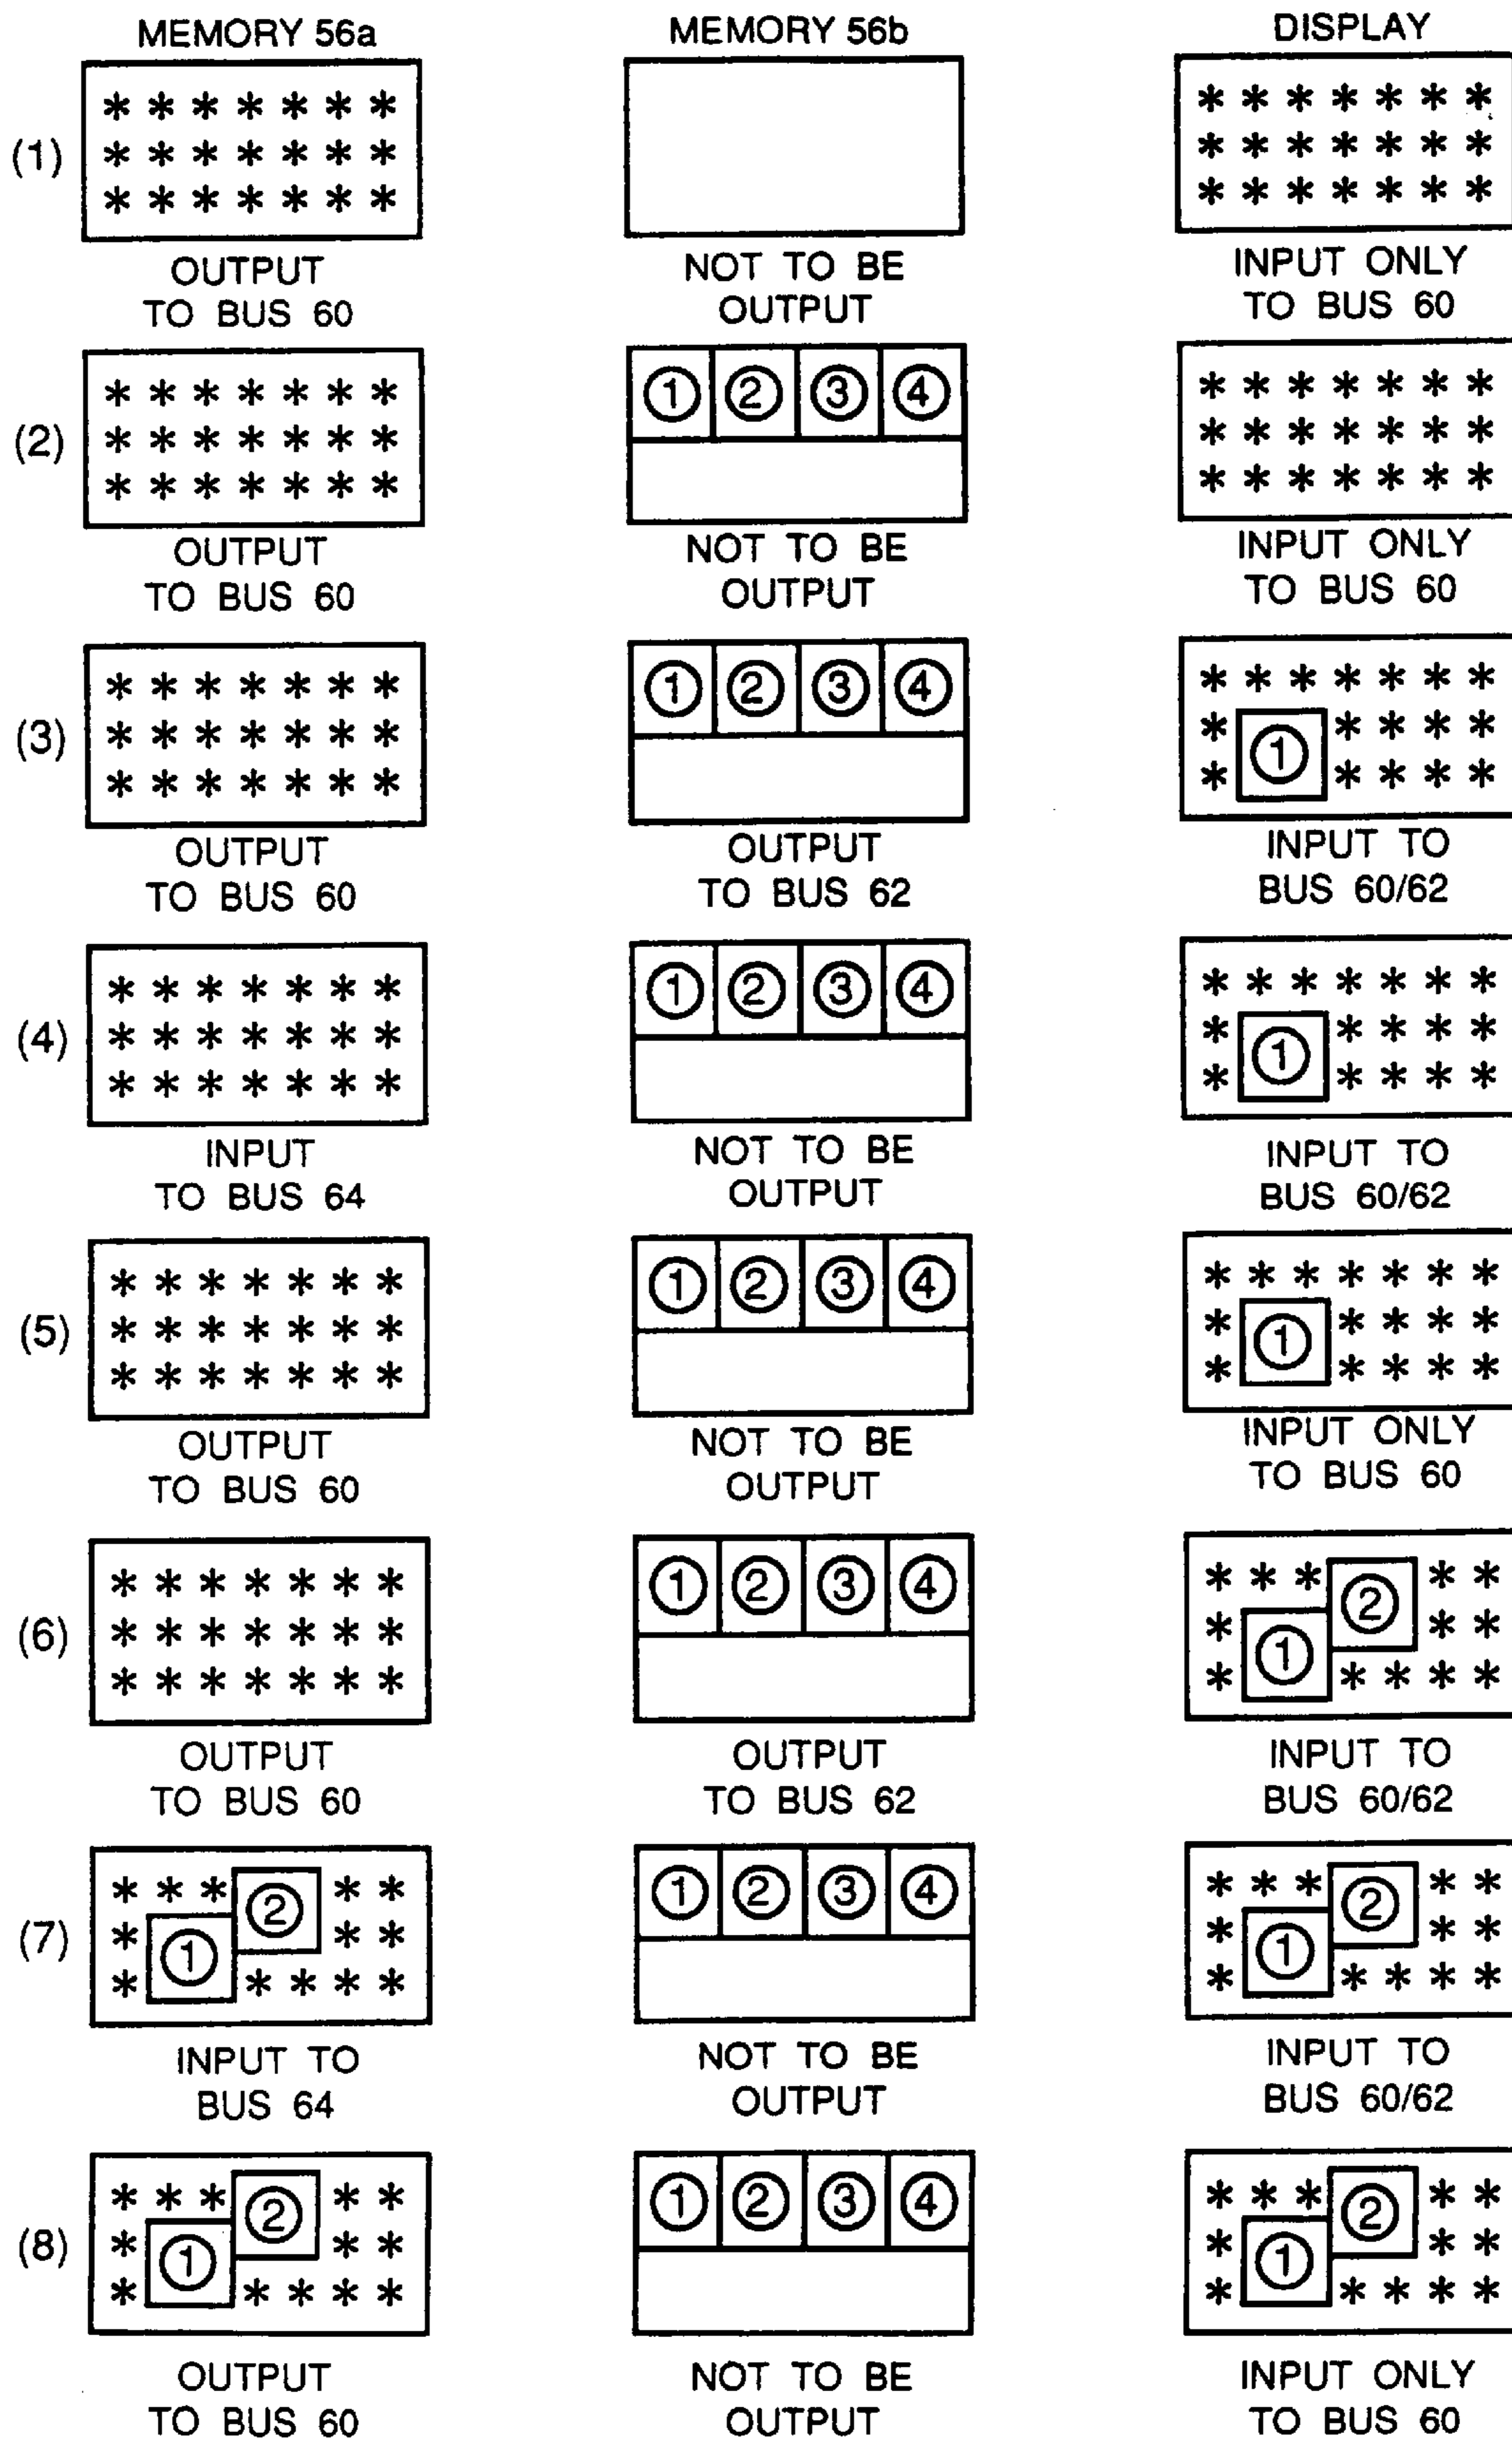 MEMORY 56a
MEMORY 56b
DISPLAY
(1)
OUTPUT
TO BUS 60
NOT TO BE
OUTPUT
INPUT ONLY
TO BUS 60
(2)
① ② ③ ④
OUTPUT
TO BUS 60
NOT TO BE
OUTPUT
INPUT ONLY
TO BUS 60
(3)
① ② ③ ④
①
OUTPUT
TO BUS 60
OUTPUT
TO BUS 62
INPUT TO
BUS 60/62
(4)
① ② ③ ④
①
INPUT
TO BUS 64
NOT TO BE
OUTPUT
INPUT TO
BUS 60/62
(5)
① ② ③ ④
①
OUTPUT
TO BUS 60
NOT TO BE
OUTPUT
INPUT ONLY
TO BUS 60
(6)
① ② ③ ④
②
①
OUTPUT
TO BUS 60
OUTPUT
TO BUS 62
INPUT TO
BUS 60/62
(7)
②
①
① ② ③ ④
②
①
INPUT TO
BUS 64
NOT TO BE
OUTPUT
INPUT TO
BUS 60/62
(8)
②
①
① ② ③ ④
②
①
OUTPUT
TO BUS 60
NOT TO BE
OUTPUT
INPUT ONLY
TO BUS 60